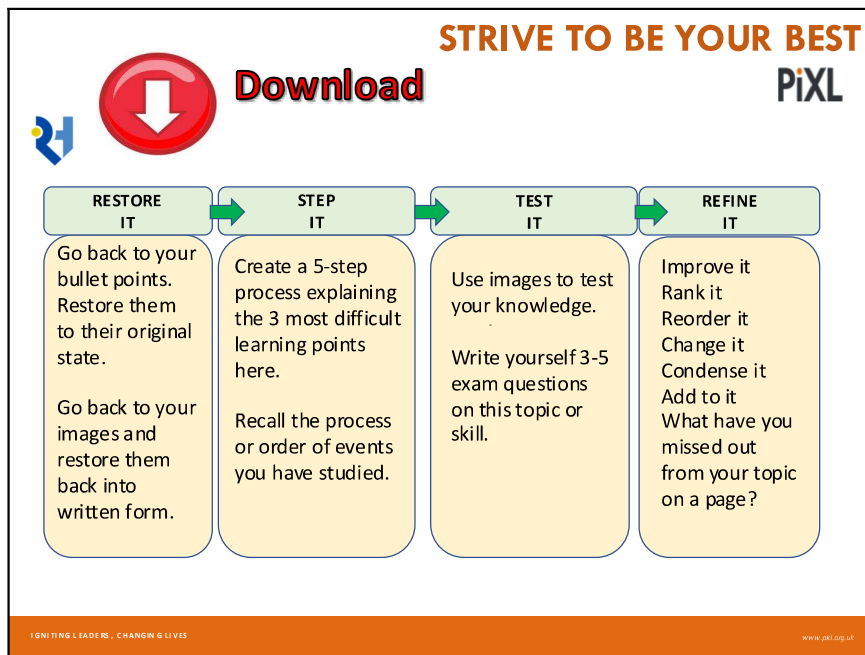 STRIVE TO BE YOUR BEST
Download
PiXL
RH
RESTORE
IT
Go back to your
bullet points.
Restore them
to their original
state.
Go back to your
images and
restore them
back into
written form.
STEP
IT
Create a 5-step
process explaining
the 3 most difficult
learning points
here.
Recall the process
or order of events
you have studied.
TEST
IT
Use images to test
your knowledge.
Write yourself 3-5
exam questions
on this topic or
skill.
REFINE
IT
Improve it
Rank it
Reorder it
Change it
Condense it
Add to it
What have you
missed out
from your topic
on a page?
IGNITING LEADERS, CHANGING LIVES
www.pixl.org.uk